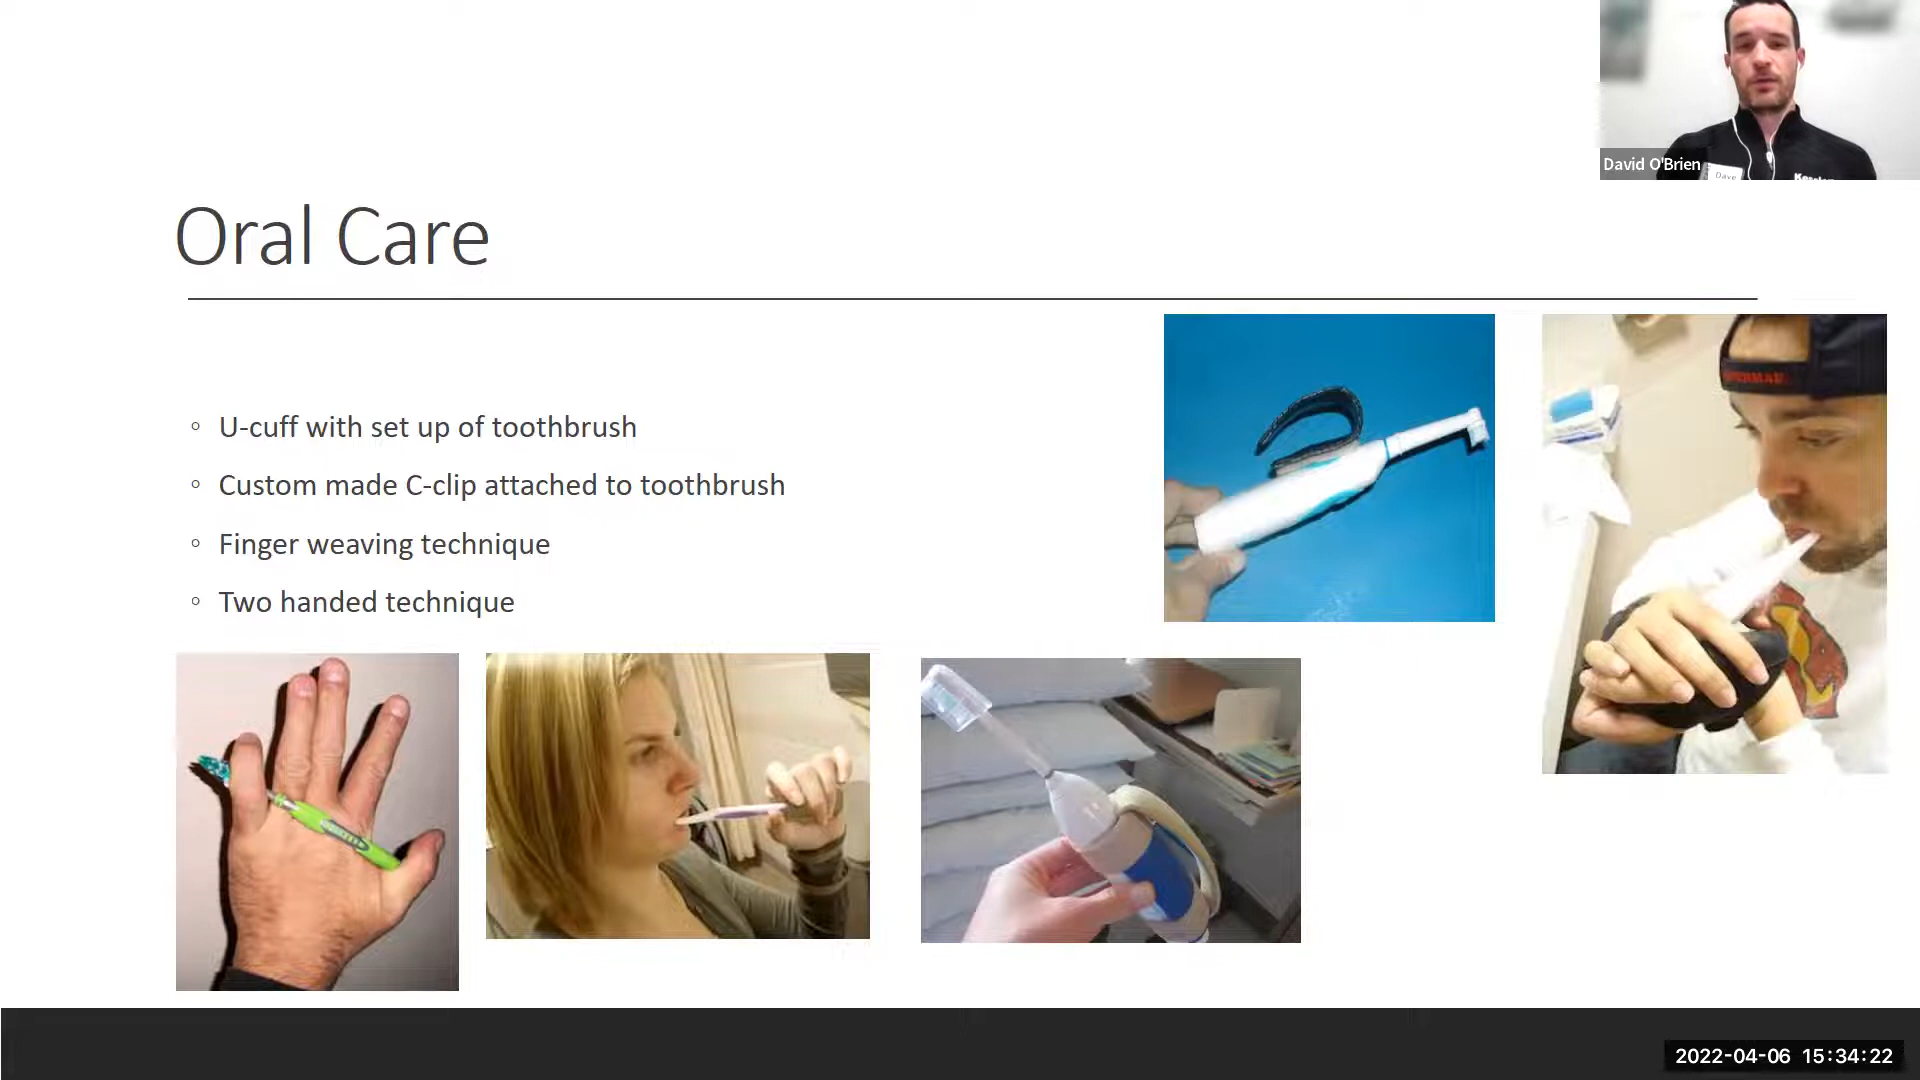 David O'Brien
Dave
Oral Care
◦ U-cuff with set up of toothbrush
◦ Custom made C-clip attached to toothbrush
◦ Finger weaving technique
◦ Two handed technique
2022-04-06 15:34:22